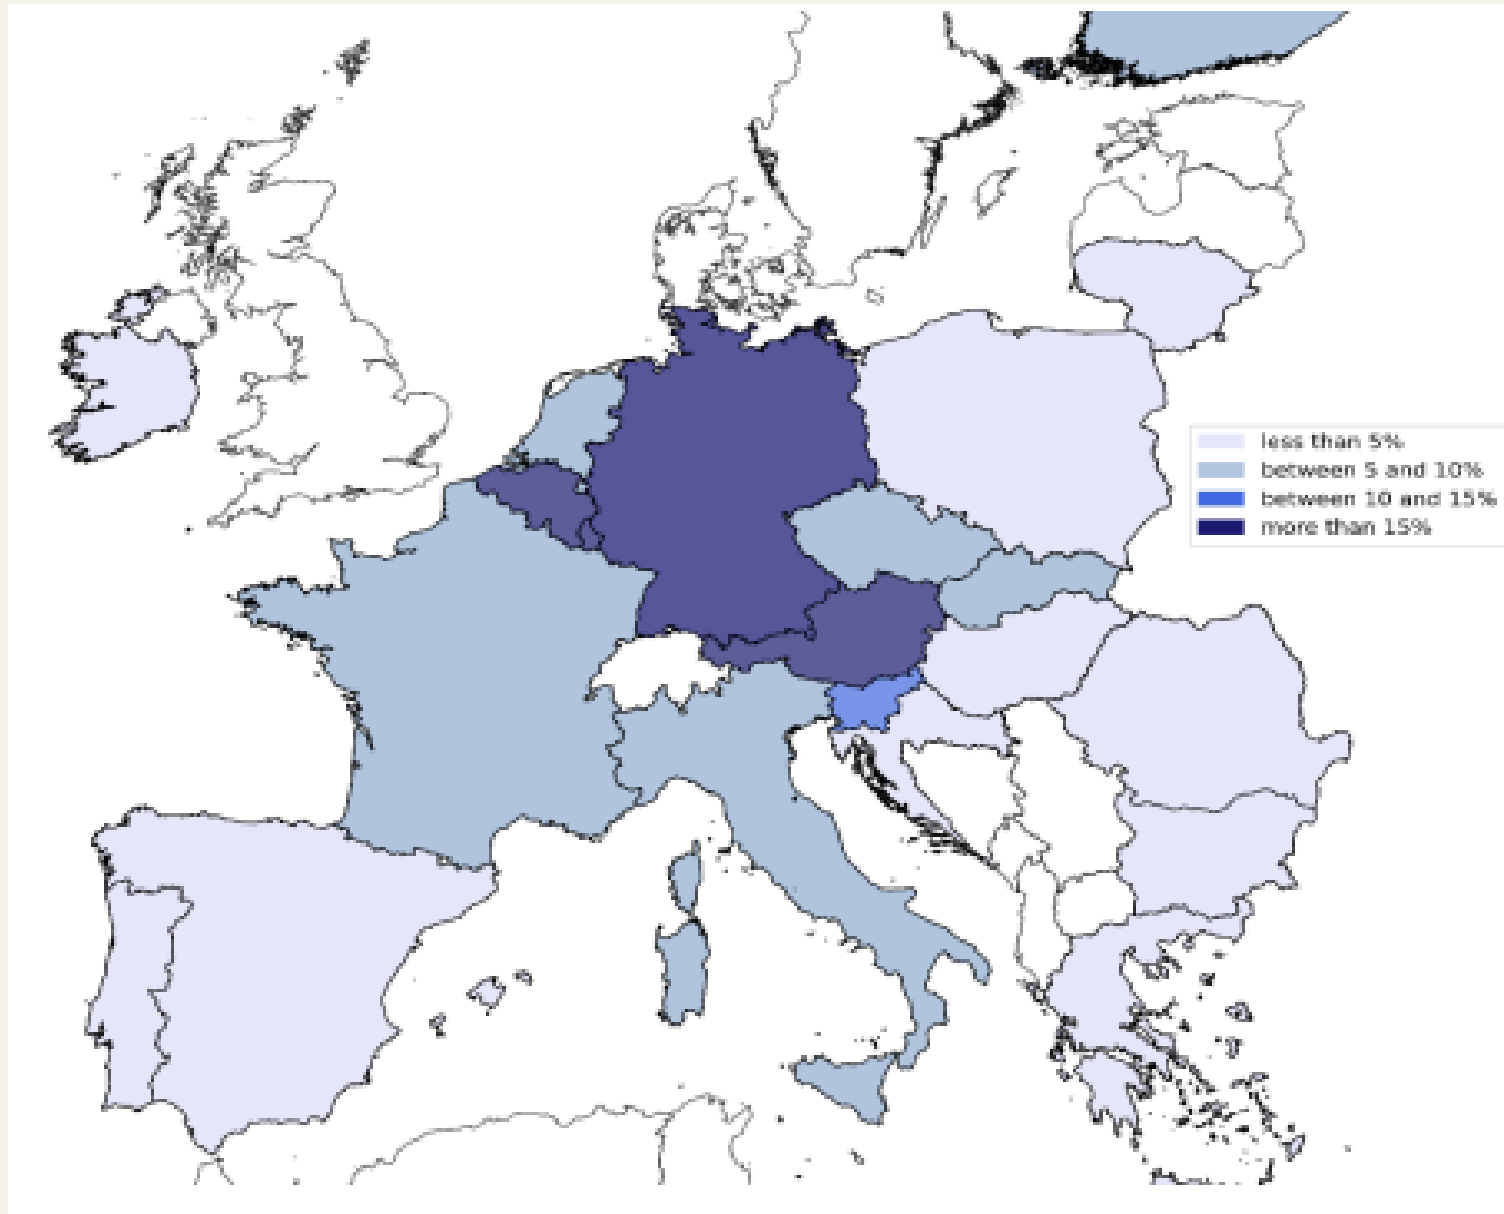 less than 5%
between 5 and 10%
between 10 and 15%
more than 15%